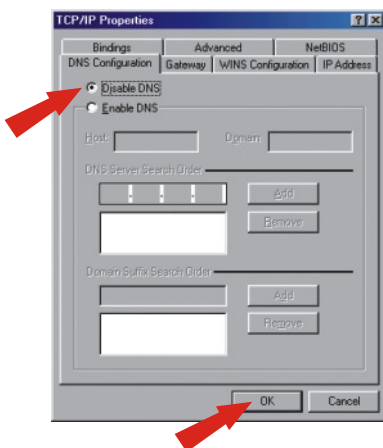 TCP/IP Properties
Bindings Advanced NetBIOS
DNS Configuration Gateway WINS Configuration IP Address
Disable DNS
Enable DNS
Host: Domain:
DNS Server Search Order
Add
Remove
Domain Suffix Search Order
Add
Remove
OK Cancel